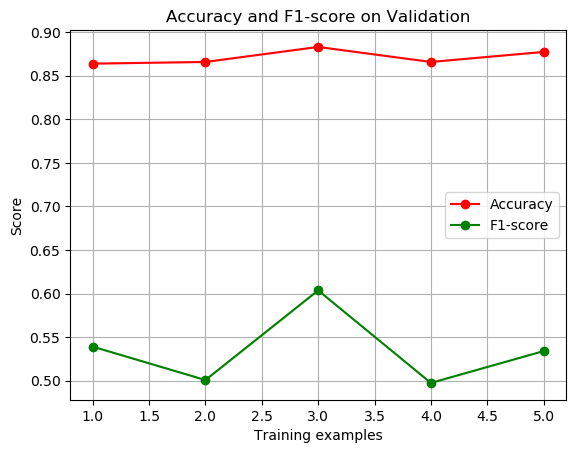 Accuracy and F1-score on Validation
0.90
0.85
0.80
0.75
0.70
0.65
0.60
0.55
0.50
Score
Accuracy
F1-score
1.0 1.5 2.0 2.5 3.0 3.5 4.0 4.5 5.0
Training examples